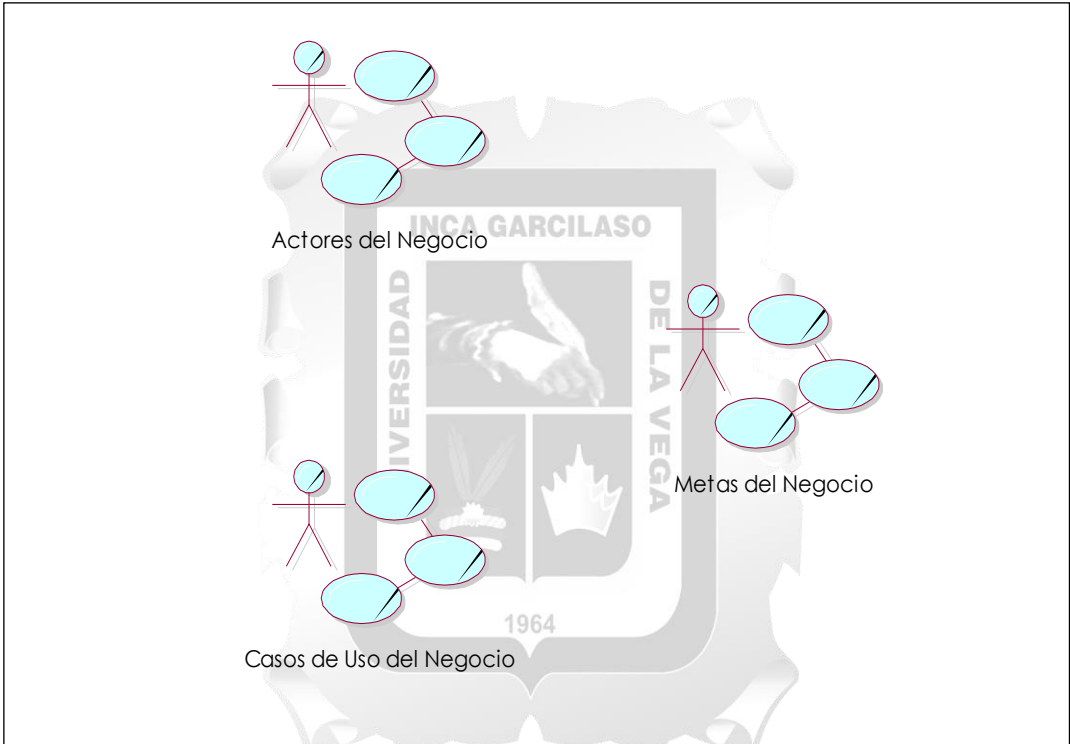 Actores del Negocio
INCA GARCILASO
UNIVERSIDAD
DE LA VEGA
Metas del Negocio
1964
Casos de Uso del Negocio